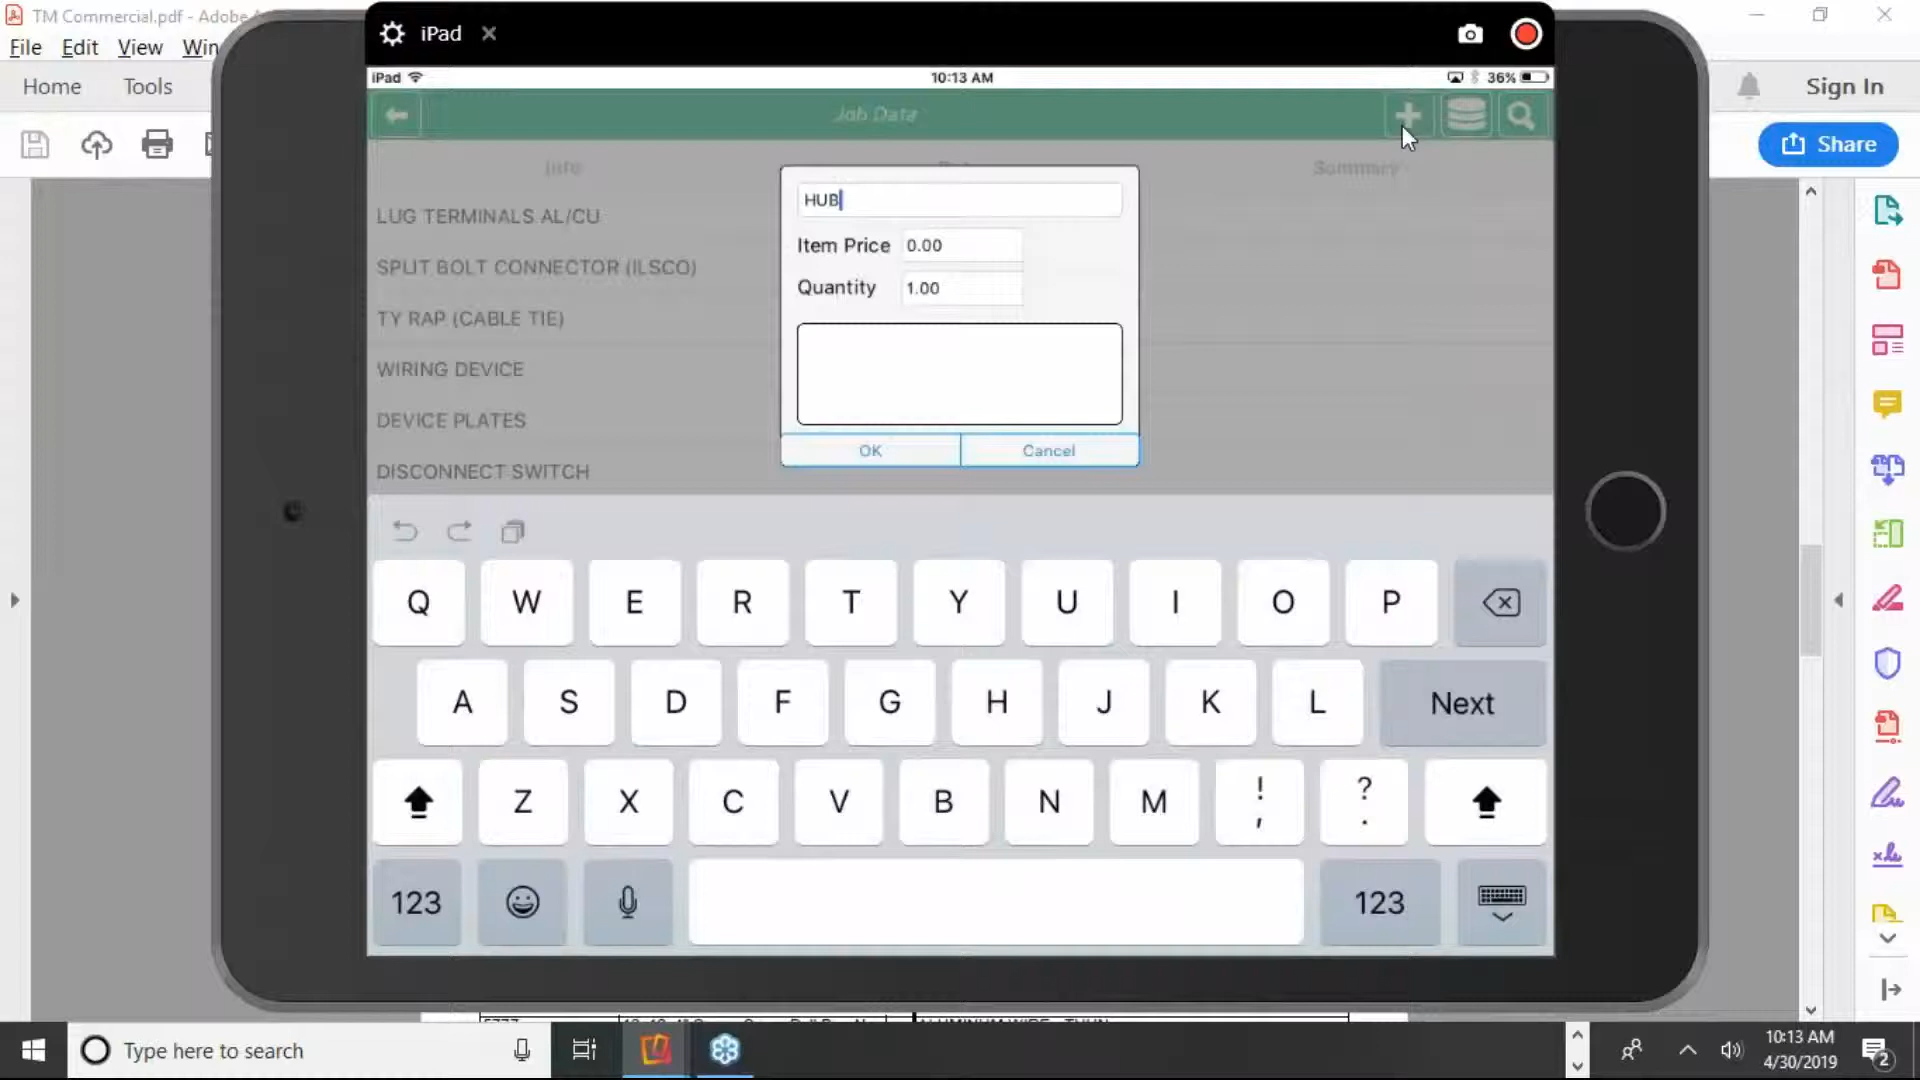 TM Commercial.pdf - Adobe
File Edit View Win
Home Tools
Sign In
Share
iPad
iPad
10:13 AM
36%
Job Data
Info
Summary
LUG TERMINALS AL/CU
SPLIT BOLT CONNECTOR (ILSCO)
TY RAP (CABLE TIE)
WIRING DEVICE
DEVICE PLATES
DISCONNECT SWITCH
HUB
Item Price 0.00
Quantity 1.00
OK Cancel
Q W E R T Y U I O P
A S D F G H J K L Next
Z X C V B N M ! , ? .
123 123
Type here to search
10:13 AM
4/30/2019
2